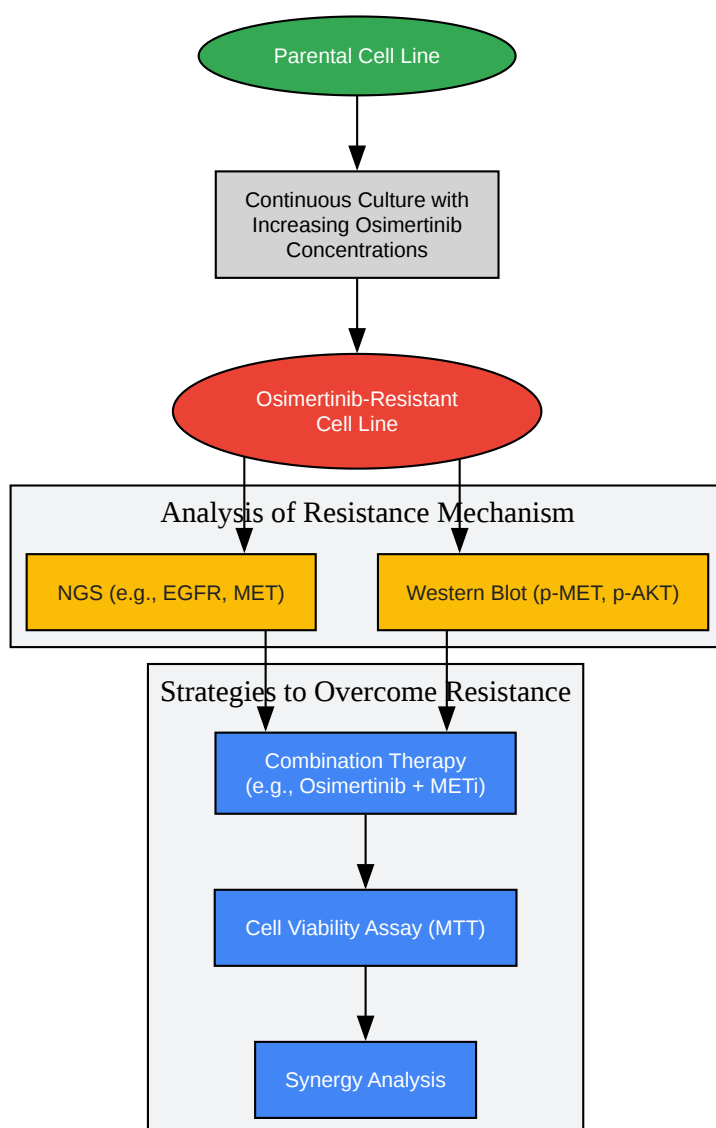 Parental Cell Line
Continuous Culture with
Increasing Osimertinib
Concentrations
Osimertinib-Resistant
Cell Line
Analysis of Resistance Mechanism
NGS (e.g., EGFR, MET)
Western Blot (p-MET, p-AKT)
Strategies to Overcome Resistance
Combination Therapy
(e.g., Osimertinib + METi)
Cell Viability Assay (MTT)
Synergy Analysis